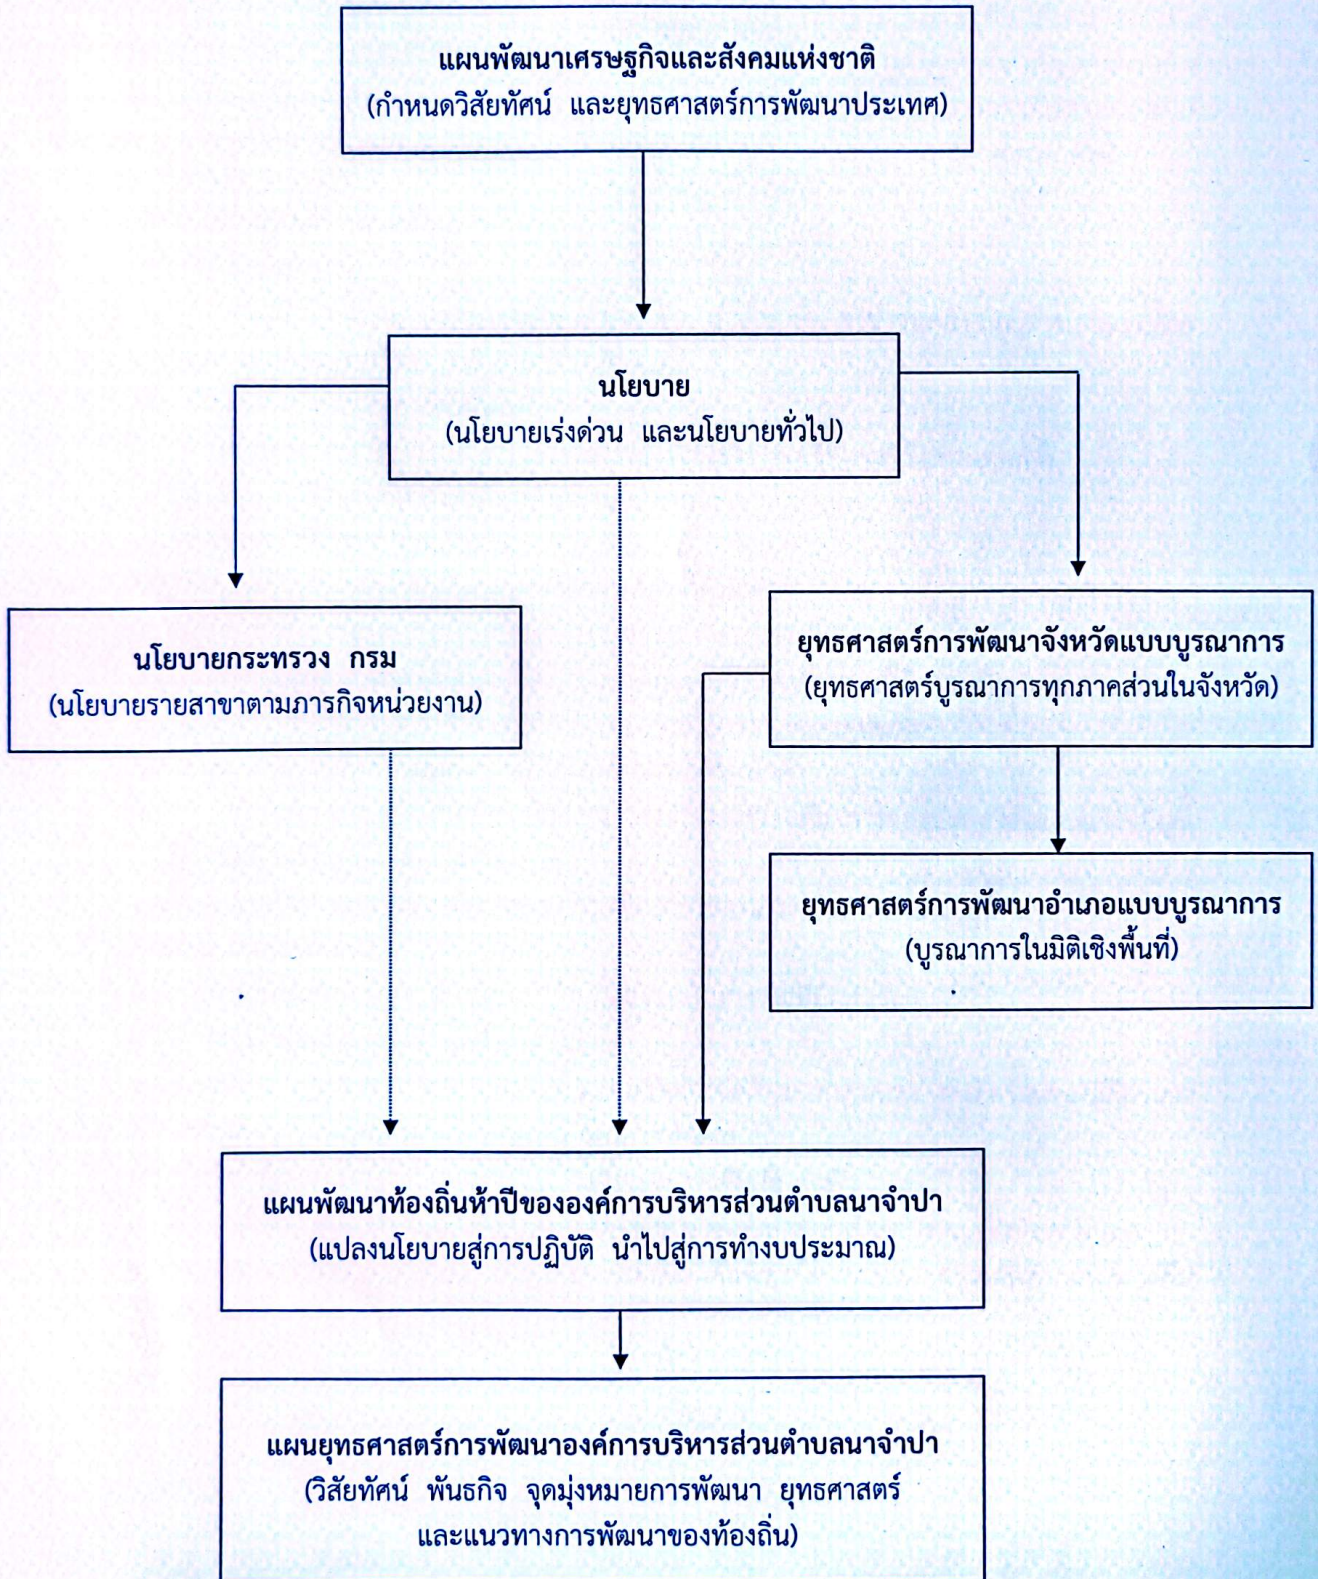 แผนพัฒนาเศรษฐกิจและสังคมแห่งชาติ
(กำหนดวิสัยทัศน์ และยุทธศาสตร์การพัฒนาประเทศ)
นโยบาย
(นโยบายเร่งด่วน และนโยบายทั่วไป)
นโยบายกระทรวง กรม
(นโยบายรายสาขาตามภารกิจหน่วยงาน)
ยุทธศาสตร์การพัฒนาจังหวัดแบบบูรณาการ
(ยุทธศาสตร์บูรณาการทุกภาคส่วนในจังหวัด)
ยุทธศาสตร์การพัฒนาอำเภอแบบบูรณาการ
(บูรณาการในมิติเชิงพื้นที่)
แผนพัฒนาท้องถิ่นห้าปีขององค์การบริหารส่วนตำบลนาจำปา
(แปลงนโยบายสู่การปฏิบัติ นำไปสู่การทำงบประมาณ)
แผนยุทธศาสตร์การพัฒนาองค์การบริหารส่วนตำบลนาจำปา
(วิสัยทัศน์ พันธกิจ จุดมุ่งหมายการพัฒนา ยุทธศาสตร์
และแนวทางการพัฒนาของท้องถิ่น)